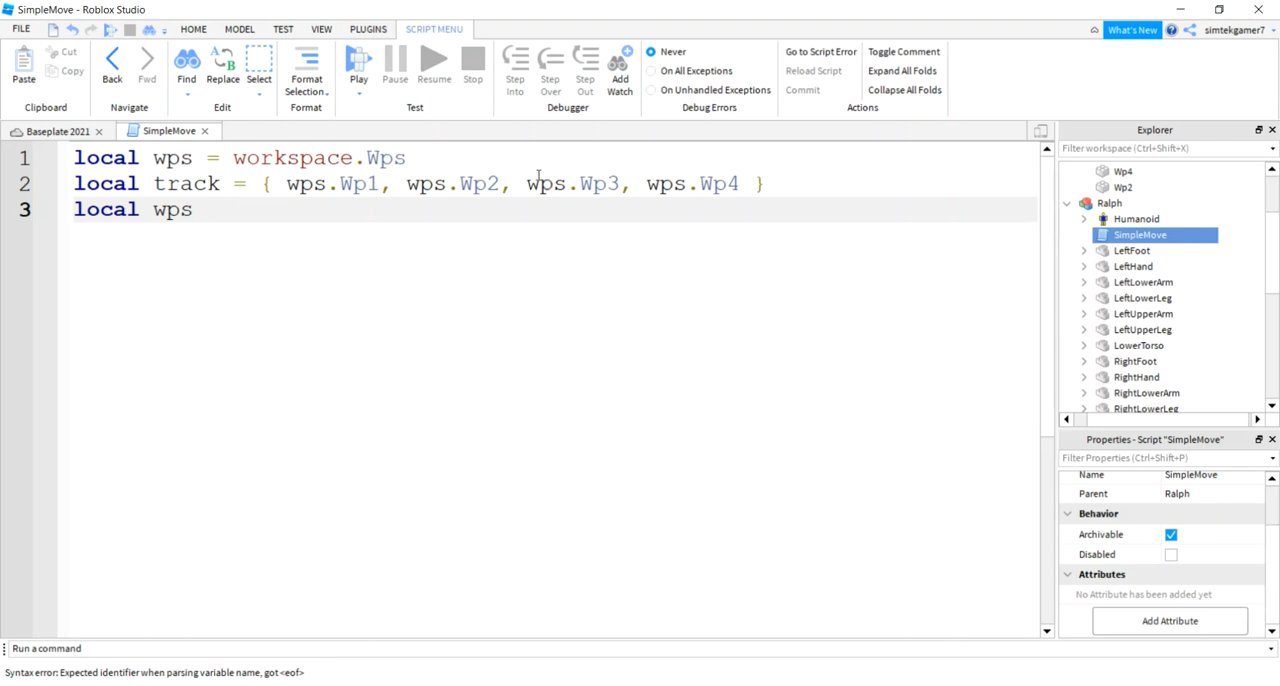 SimpleMove - Roblox Studio
FILE HOME MODEL TEST VIEW PLUGINS SCRIPT MENU What's New simtekgamer7
Paste Cut Copy Back Fwd Find Replace Select Format Selection Play Pause Resume Stop Step Into Step Over Step Out Add Watch
Never Go to Script Error Toggle Comment
On All Exceptions Reload Script Expand All Folds
On Unhandled Exceptions Commit Collapse All Folds
Clipboard Navigate Edit Format Test Debugger Debug Errors Actions
Baseplate 2021 SimpleMove
1 local wps = workspace.Wps
2 local track = { wps.Wp1, wps.Wp2, wps.Wp3, wps.Wp4 }
3 local wps
Explorer
Filter workspace (Ctrl+Shift+X)
Wp4
Wp2
Ralph
Humanoid
SimpleMove
LeftFoot
LeftHand
LeftLowerArm
LeftLowerLeg
LeftUpperArm
LeftUpperLeg
LowerTorso
RightFoot
RightHand
RightLowerArm
RightLowerLeg
Properties - Script "SimpleMove"
Filter Properties (Ctrl+Shift+P)
Name SimpleMove
Parent Ralph
Behavior
Archivable
Disabled
Attributes
No Attribute has been added yet
Add Attribute
Run a command
Syntax error: Expected identifier when parsing variable name, got <eof>